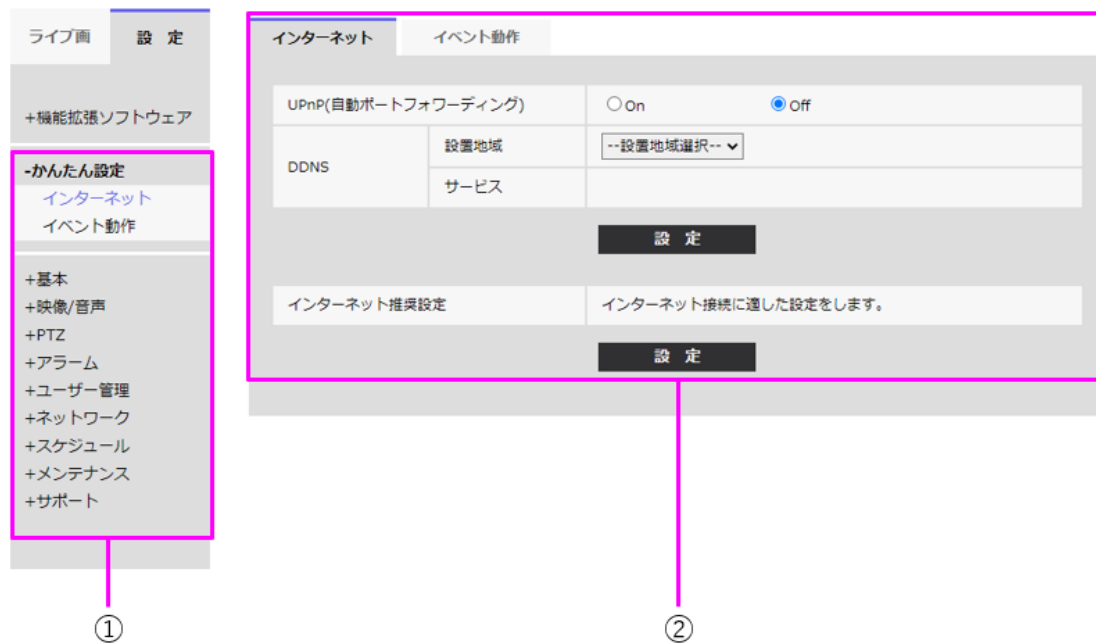 ライブ画
設 定
+機能拡張ソフトウェア
-かんたん設定
インターネット
イベント動作
+基本
+映像/音声
+PTZ
+アラーム
+ユーザー管理
+ネットワーク
+スケジュール
+メンテナンス
+サポート
①
インターネット
イベント動作
UPnP(自動ポートフォワーディング)
On
Off
DDNS
設置地域
--設置地域選択--
サービス
設 定
インターネット推奨設定
インターネット接続に適した設定をします。
設 定
②